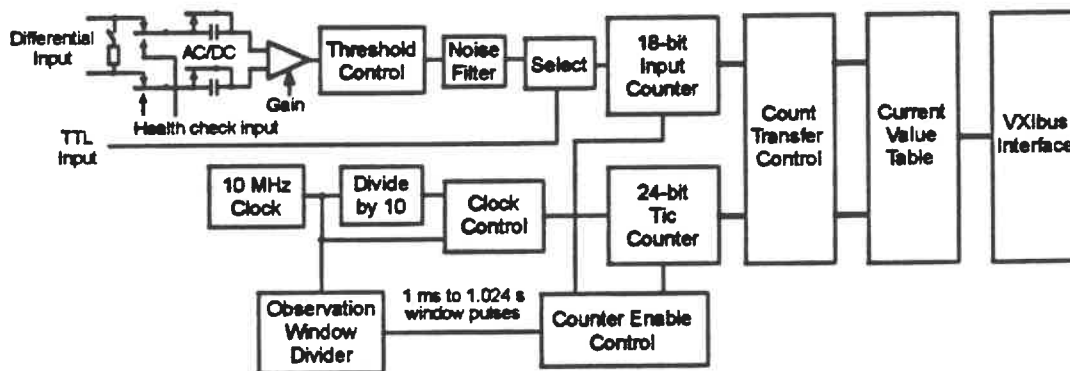 Differential
Input
AC/DC
Gain
Health check input
TTL
Input
Threshold
Control
Noise
Filter
Select
18-bit
Input
Counter
Count
Transfer
Control
Current
Value
Table
VXIbus
Interface
10 MHz
Clock
Divide
by 10
Clock
Control
24-bit
Tic
Counter
Observation
Window
Divider
1 ms to 1.024 s
window pulses
Counter Enable
Control